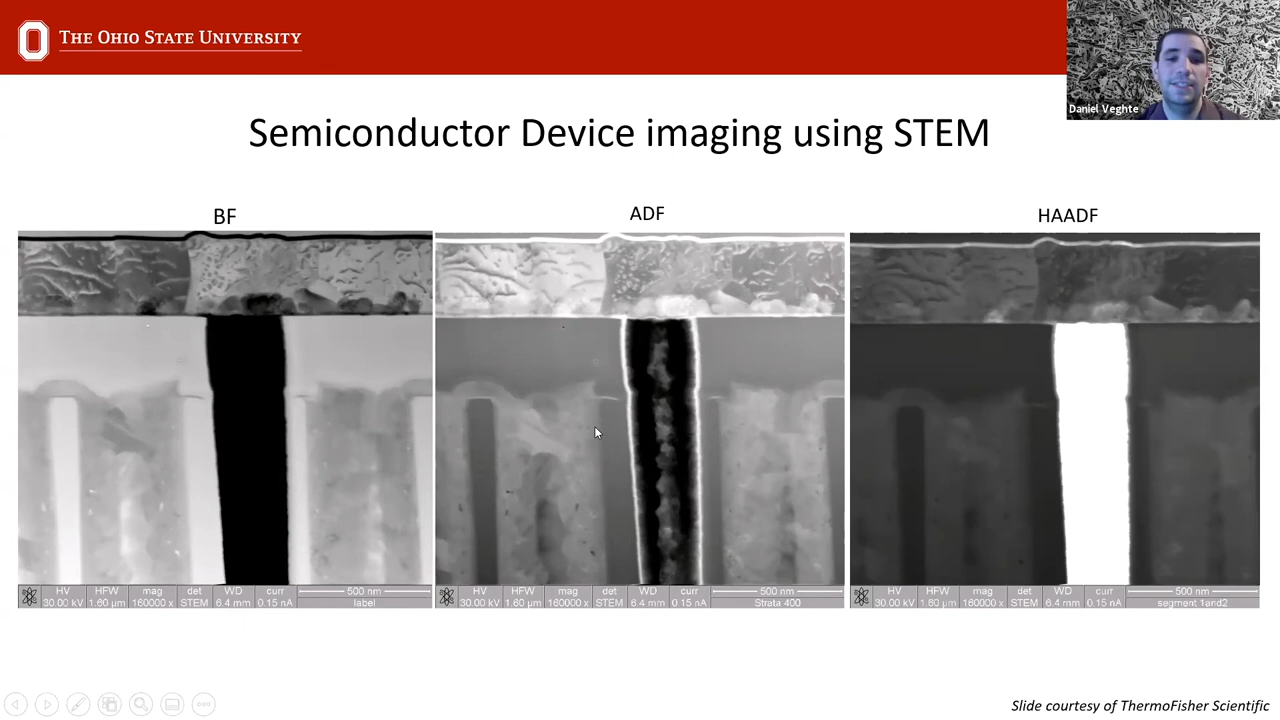 THE OHIO STATE UNIVERSITY
Daniel Veghte
Semiconductor Device imaging using STEM
BF
ADF
HAADF
HV HFW mag det WD curr 500 nm
30.00 kV 1.60 µm 160000 x STEM 6.4 mm 0.15 nA label
HV HFW mag det WD curr 500 nm
30.00 kV 1.60 µm 160000 x STEM 6.4 mm 0.15 nA Strata 400
HV HFW mag det WD curr 500 nm
30.00 kV 1.60 µm 160000 x STEM 6.4 mm 0.15 nA segment 1and2
Slide courtesy of ThermoFisher Scientific